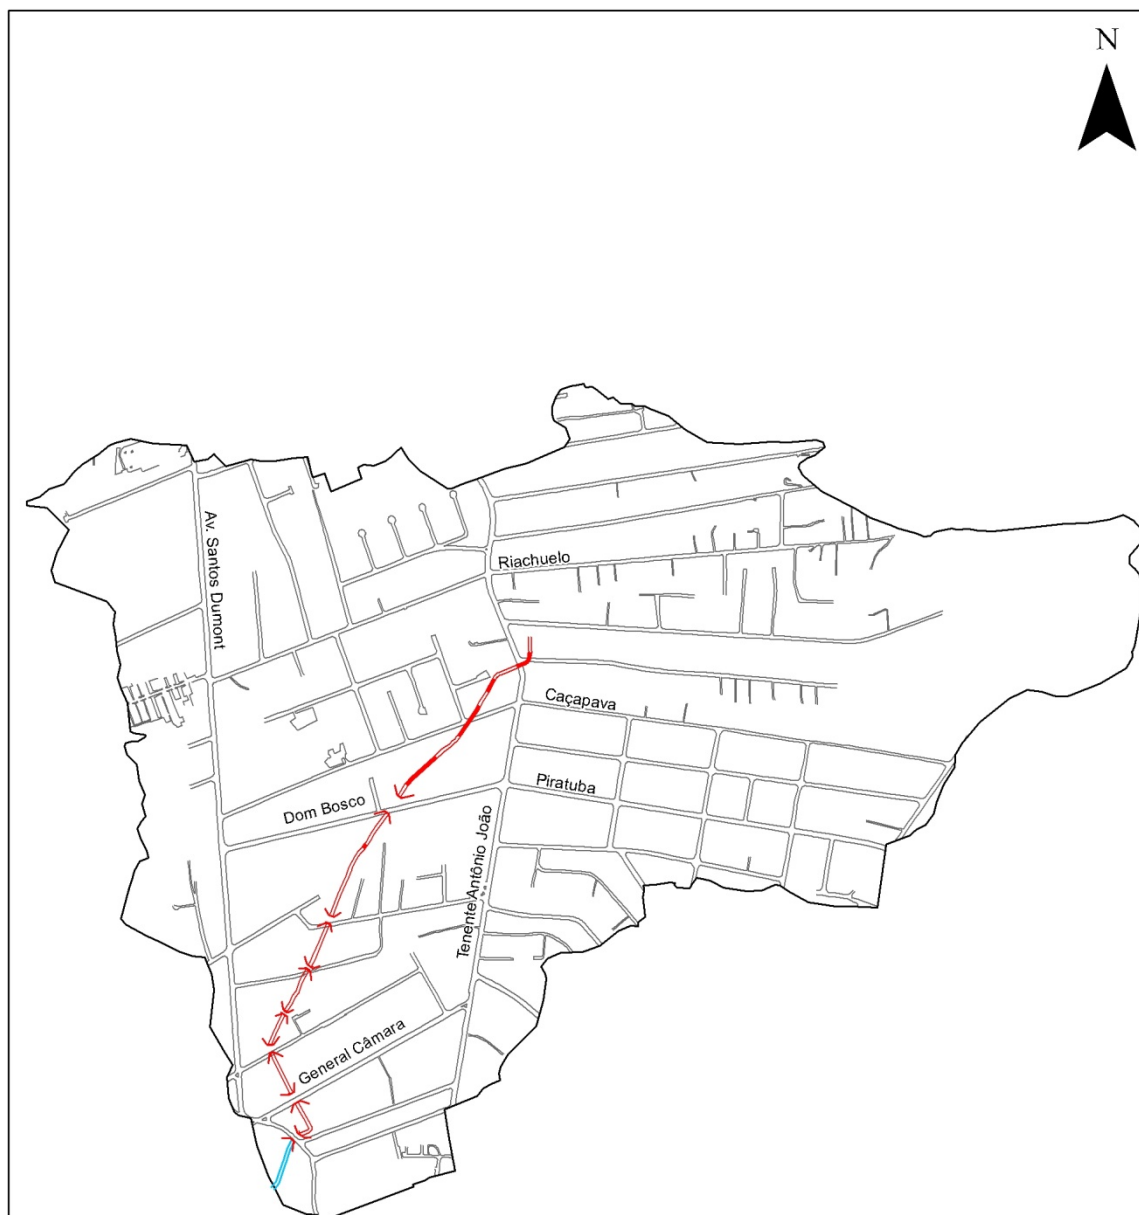 N
Av. Santos Dumont
Riachuelo
Caçapava
Piratuba
Dom Bosco
Tenente Antônio João
General Câmara